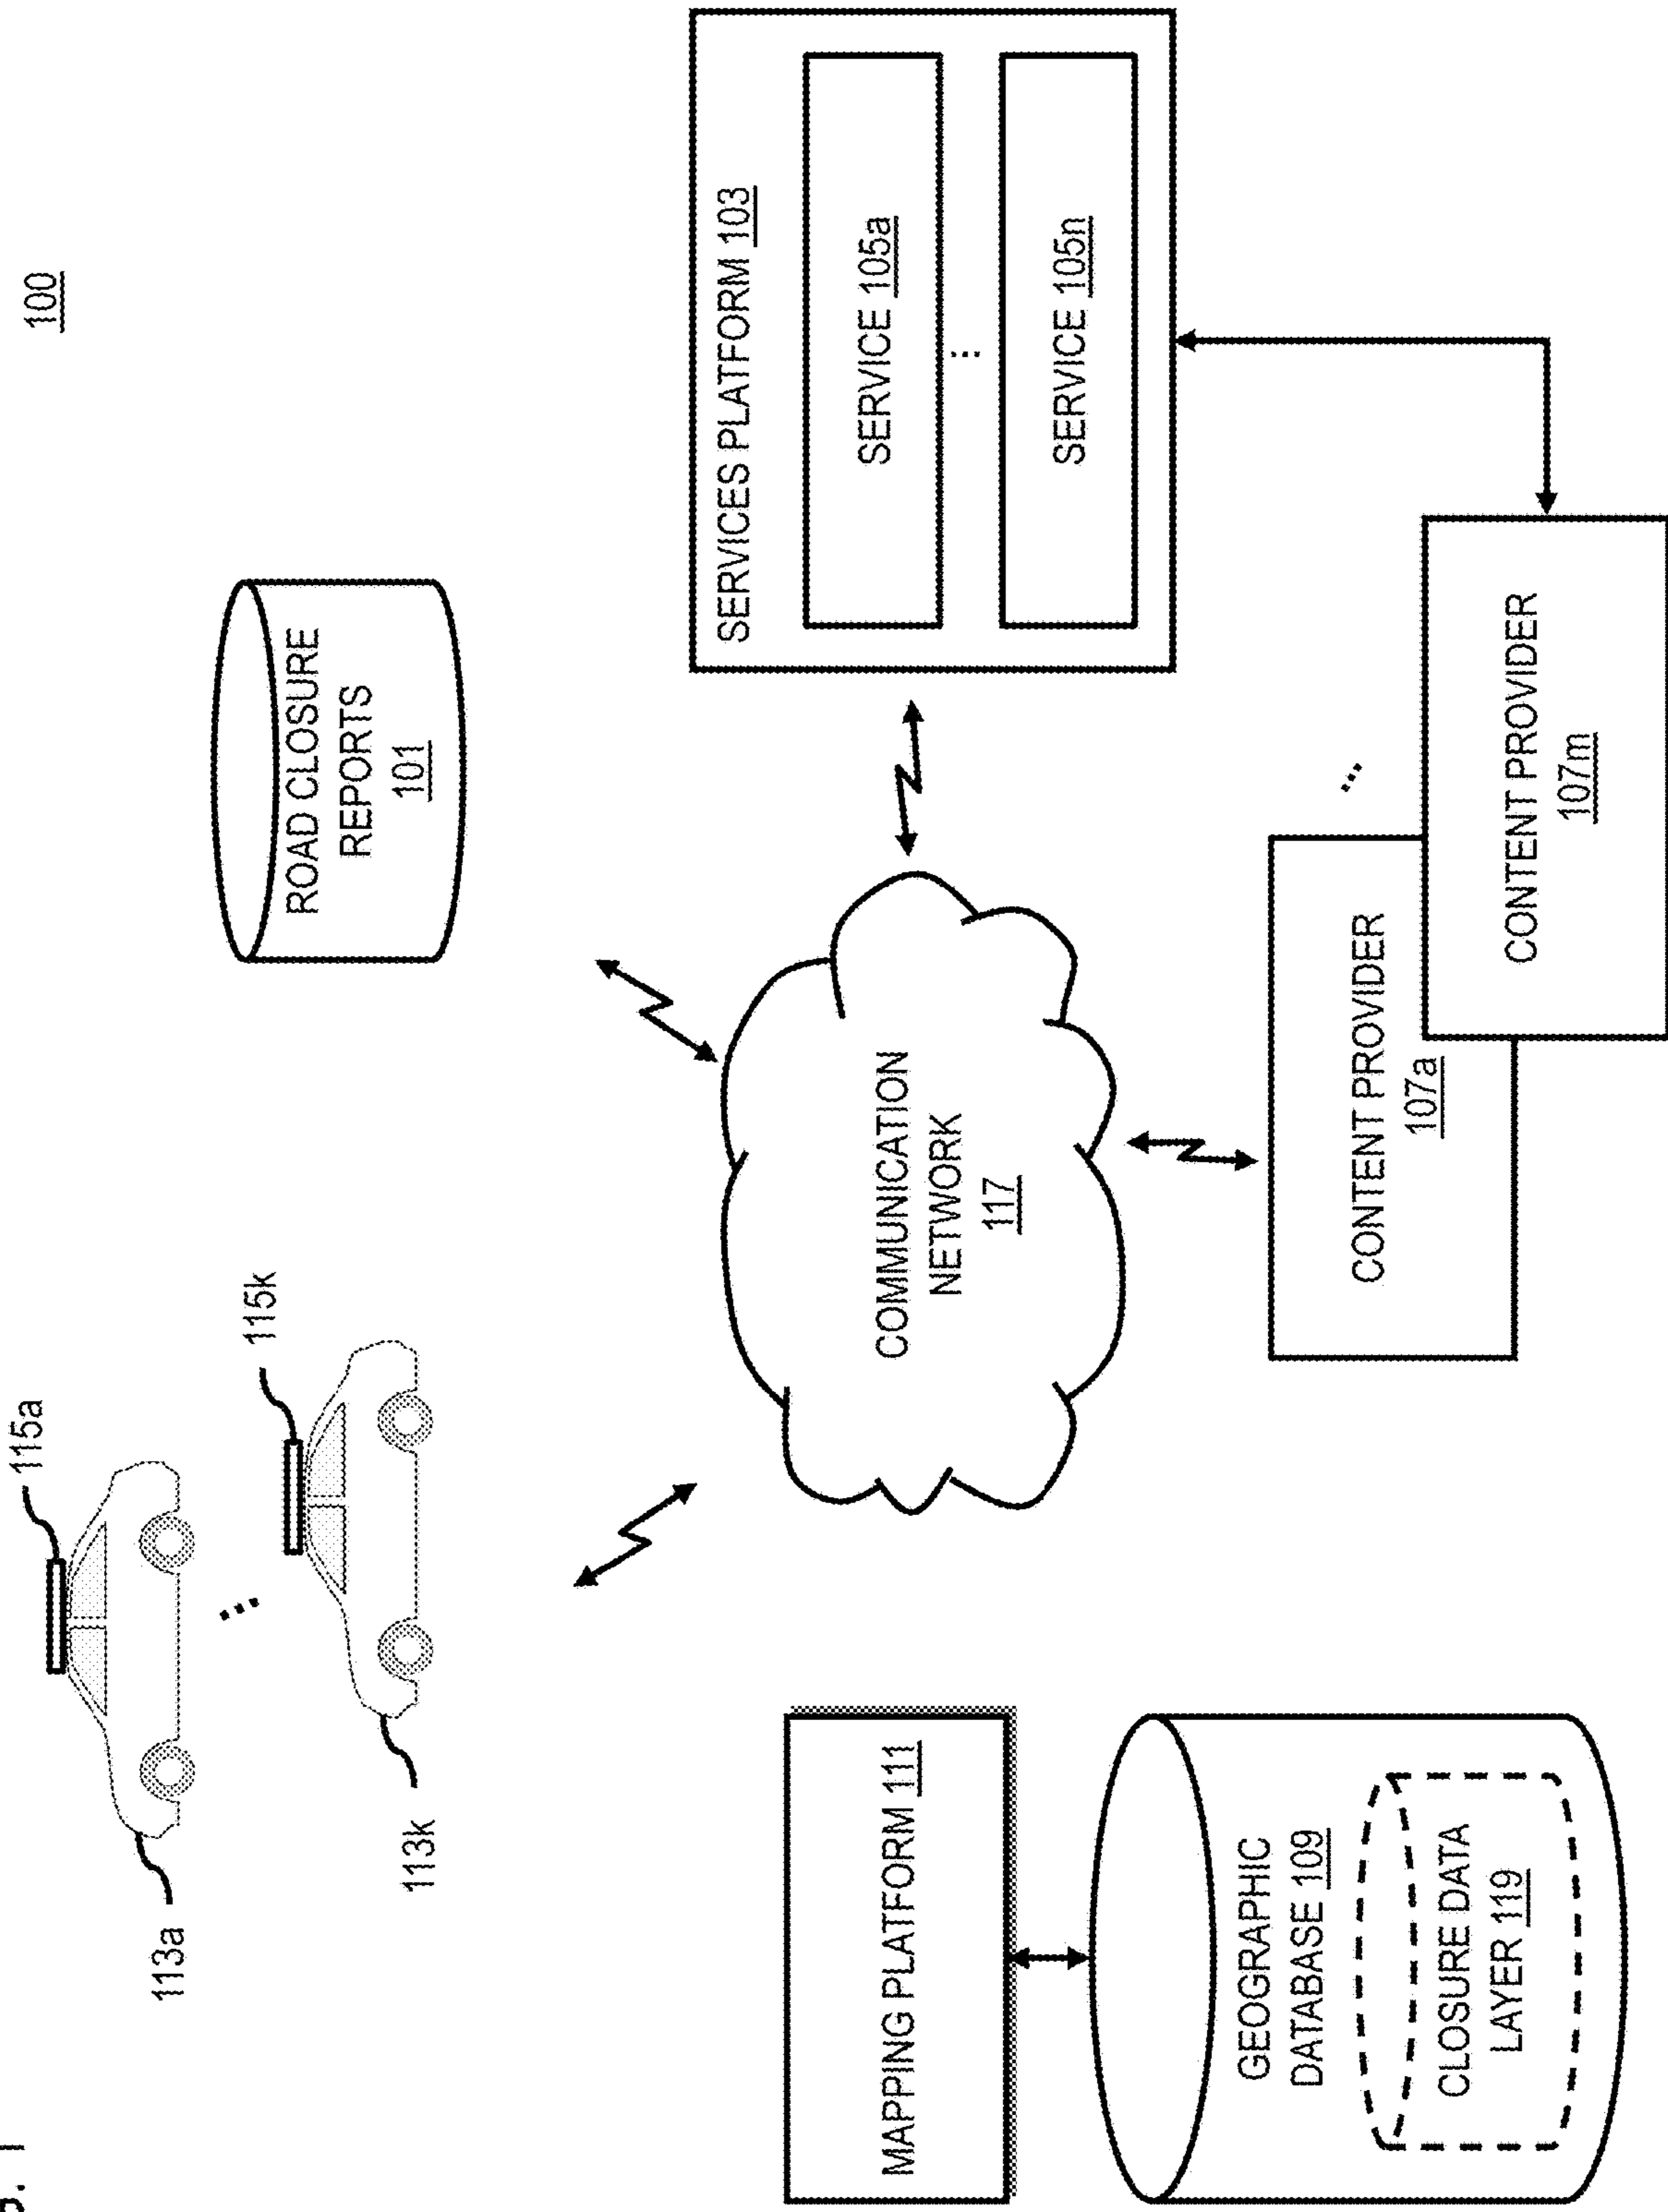 100
115a
115k
113a
113k
ROAD CLOSURE
REPORTS
101
MAPPING PLATFORM 111
GEOGRAPHIC
DATABASE 109
CLOSURE DATA
LAYER 119
COMMUNICATION
NETWORK
117
SERVICES PLATFORM 103
SERVICE 105a
...
SERVICE 105n
CONTENT PROVIDER
107a
...
CONTENT PROVIDER
107m